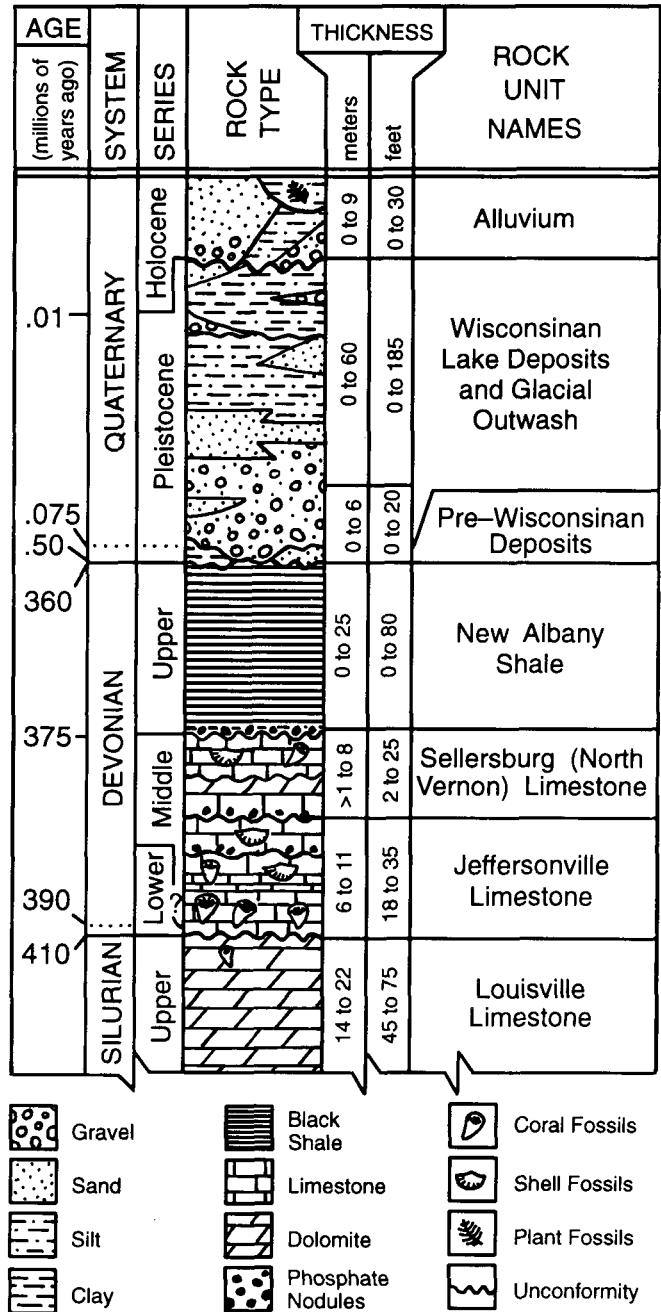 AGE
(millions of
years ago)
SYSTEM
SERIES
ROCK
TYPE
THICKNESS
meters
feet
ROCK
UNIT
NAMES
.01
.075
.50
360
375
390
410
QUATERNARY
DEVONIAN
SILURIAN
Holocene
Pleistocene
Upper
Middle
Lower
?
Upper
0 to 9
0 to 30
Alluvium
0 to 60
0 to 185
Wisconsinan
Lake Deposits
and Glacial
Outwash
0 to 6
0 to 20
Pre–Wisconsinan
Deposits
0 to 25
0 to 80
New Albany
Shale
>1 to 8
2 to 25
Sellersburg (North
Vernon) Limestone
6 to 11
18 to 35
Jeffersonville
Limestone
14 to 22
45 to 75
Louisville
Limestone
Gravel
Sand
Silt
Clay
Black
Shale
Limestone
Dolomite
Phosphate
Nodules
Coral Fossils
Shell Fossils
Plant Fossils
Unconformity